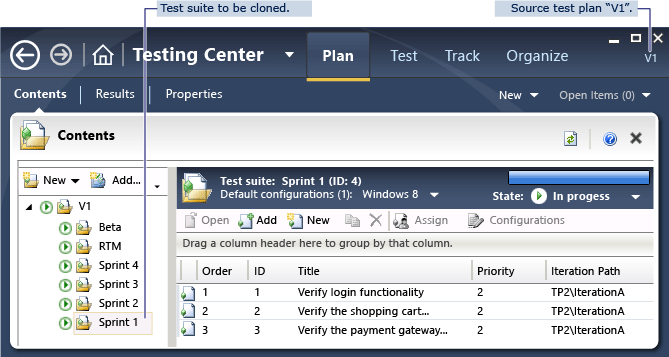 Test suite to be cloned.
Source test plan “V1”.
Testing Center
Plan
Test
Track
Organize
V1
Contents
Results
Properties
New
Open Items (0)
Contents
New
Add...
V1
Beta
RTM
Sprint 4
Sprint 3
Sprint 2
Sprint 1
Test suite: Sprint 1 (ID: 4)
Default configurations (1): Windows 8
State: In progess
Open
Add
New
Assign
Configurations
Drag a column header here to group by that column.
Order ID Title Priority Iteration Path
1 1 Verify login functionality 2 TP2\IterationA
2 2 Verify the shopping cart... 2 TP2\IterationA
3 3 Verify the payment gateway... 2 TP2\IterationA